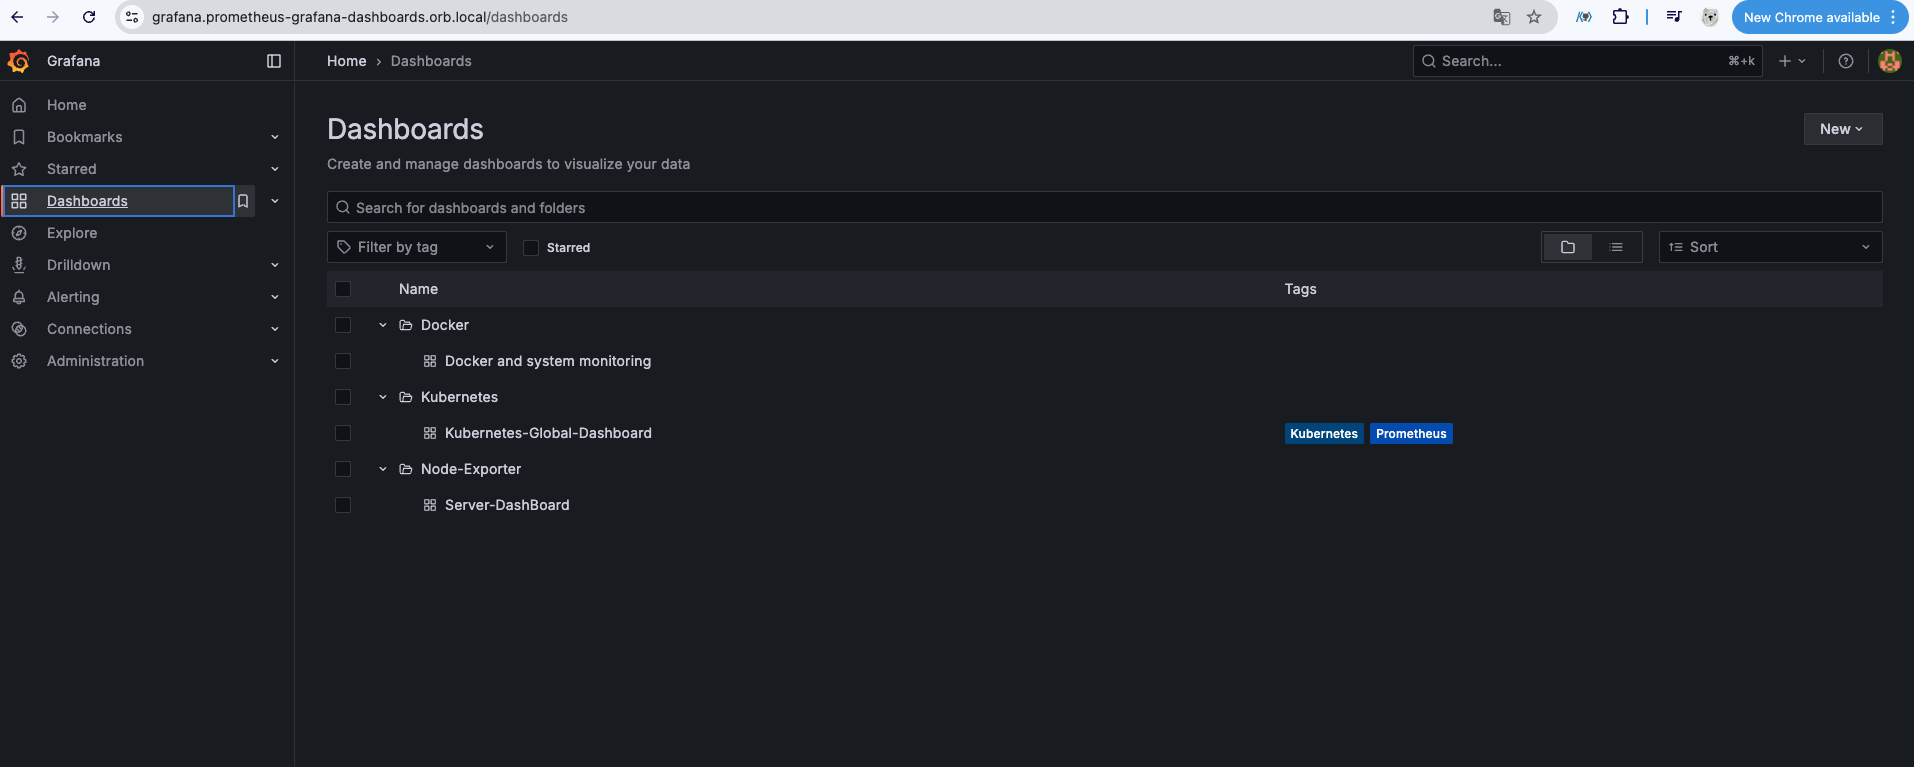 grafana.prometheus-grafana-dashboards.orb.local/dashboards
New Chrome available
Grafana
Home › Dashboards
Search... ⌘+k
Home
Bookmarks
Starred
Dashboards
Explore
Drilldown
Alerting
Connections
Administration
Dashboards
New
Create and manage dashboards to visualize your data
Search for dashboards and folders
Filter by tag
Starred
Sort
Name Tags
Docker
Docker and system monitoring
Kubernetes
Kubernetes-Global-Dashboard Kubernetes Prometheus
Node-Exporter
Server-DashBoard